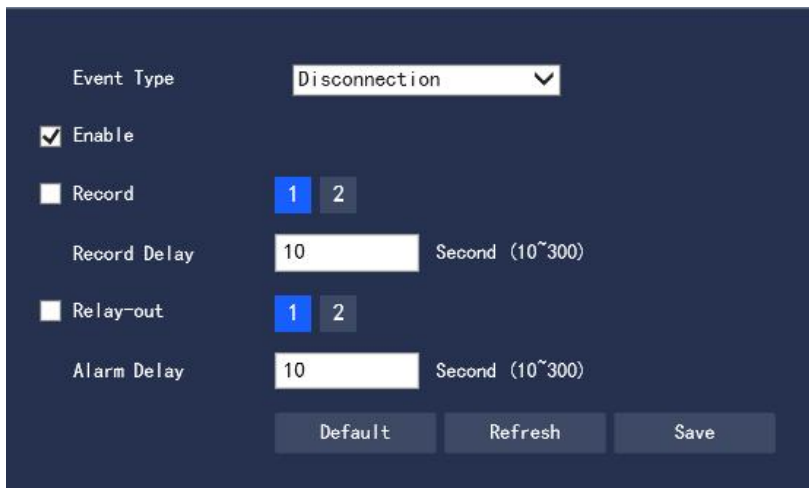 Event Type Disconnection
Enable
Record 1 2
Record Delay 10 Second (10~300)
Relay-out 1 2
Alarm Delay 10 Second (10~300)
Default Refresh Save